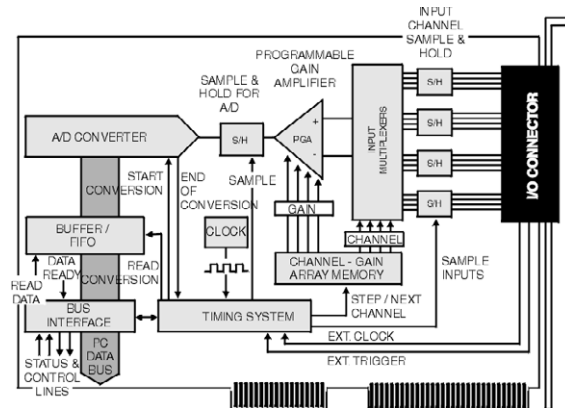 INPUT
CHANNEL
SAMPLE &
HOLD
PROGRAMMABLE
GAIN
AMPLIFIER
SAMPLE &
HOLD FOR
A/D
A/D CONVERTER
S/H
PGA
+
-
INPUT
MULTIPLEXERS
S/H
S/H
S/H
S/H
I/O CONNECTOR
START
CONVERSION
CONVERSION
END
OF
CONVERSION
SAMPLE
GAIN
CHANNEL
BUFFER /
FIFO
CLOCK
CHANNEL - GAIN
ARRAY MEMORY
SAMPLE
INPUTS
DATA
READY
CONVERSION
READ
DATA
READ
STEP / NEXT
CHANNEL
BUS
INTERFACE
TIMING SYSTEM
EXT. CLOCK
EXT TRIGGER
PC
DATA
BUS
STATUS &
CONTROL
LINES